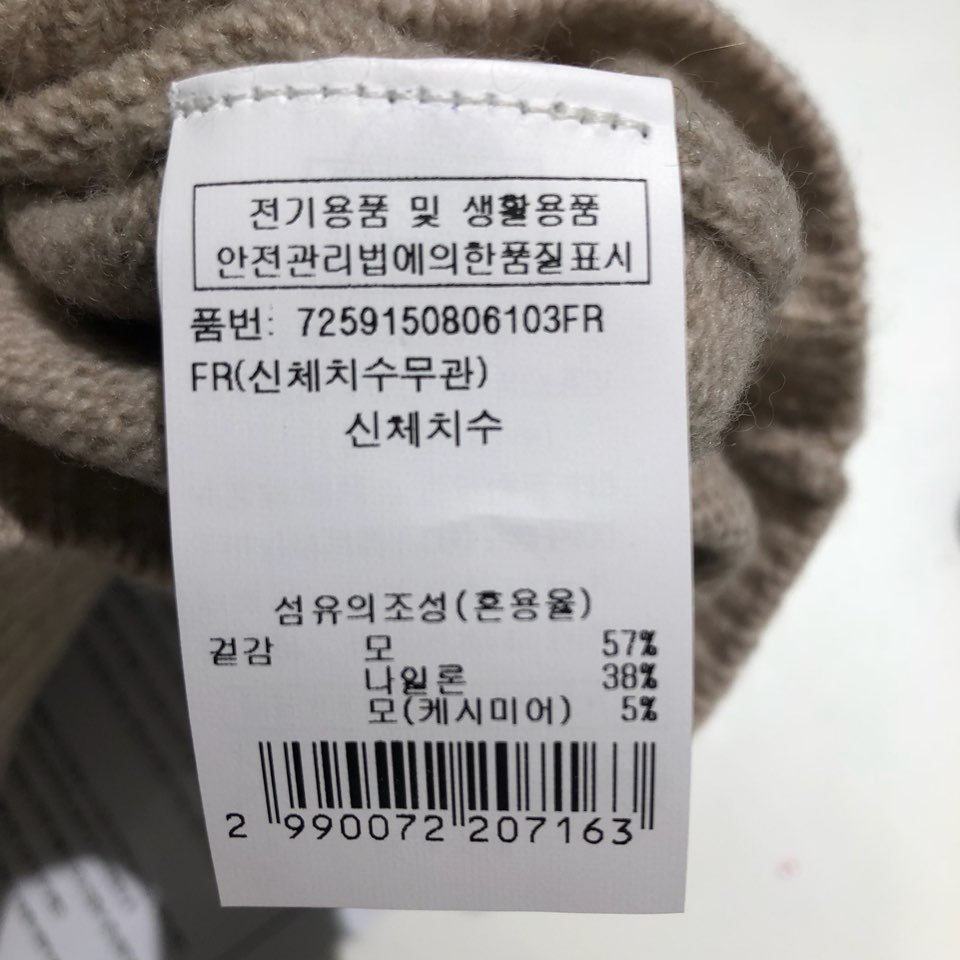 전기용품 및 생활용품
안전관리법에의한품질표시
품번: 7259150806103FR
FR(신체치수무관)
신체치수
섬유의조성(혼용율)
겉감 모 57%
나일론 38%
모(케시미어) 5%
2 990072 207163